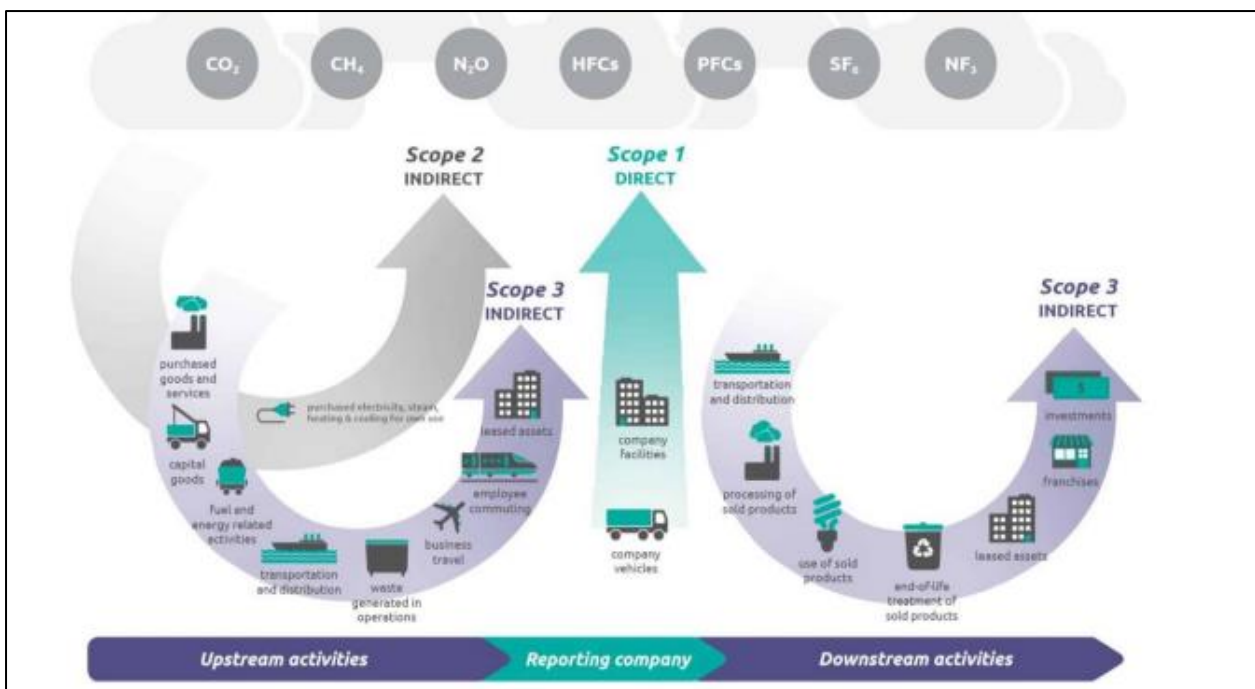 CO₂ CH₄ N₂O HFCs PFCs SF₆ NF₃
Scope 2
INDIRECT
Scope 1
DIRECT
Scope 3
INDIRECT
Scope 3
INDIRECT
purchased
goods and
services
capital
goods
fuel and
energy related
activities
purchased electricity, steam,
heating & cooling for own use
transportation
and distribution
waste
generated in
operations
business
travel
employee
commuting
leased assets
company
facilities
company
vehicles
transportation
and distribution
processing of
sold products
use of sold
products
end-of-life
treatment of
sold products
leased assets
franchises
$
investments
Upstream activities
Reporting company
Downstream activities